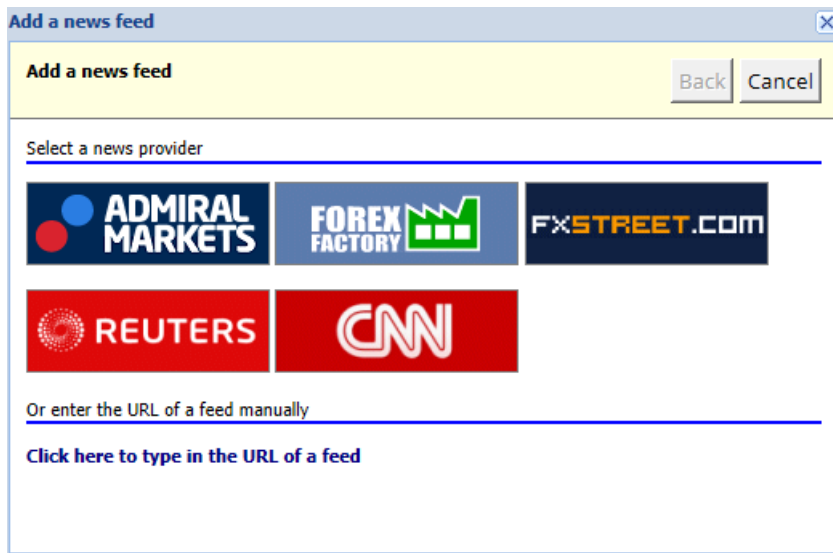 Add a news feed
Add a news feed
Back Cancel
Select a news provider
ADMIRAL
MARKETS
FOREX
FACTORY
FXSTREET.COM
REUTERS
CNN
Or enter the URL of a feed manually
Click here to type in the URL of a feed